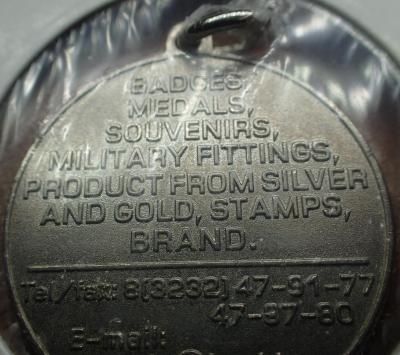 BADGES,
MEDALS,
SOUVENIRS,
MILITARY FITTINGS,
PRODUCT FROM SILVER
AND GOLD, STAMPS,
BRAND.
Tel/fax: 8(3232) 47-91-77
47-97-80
E-mail: